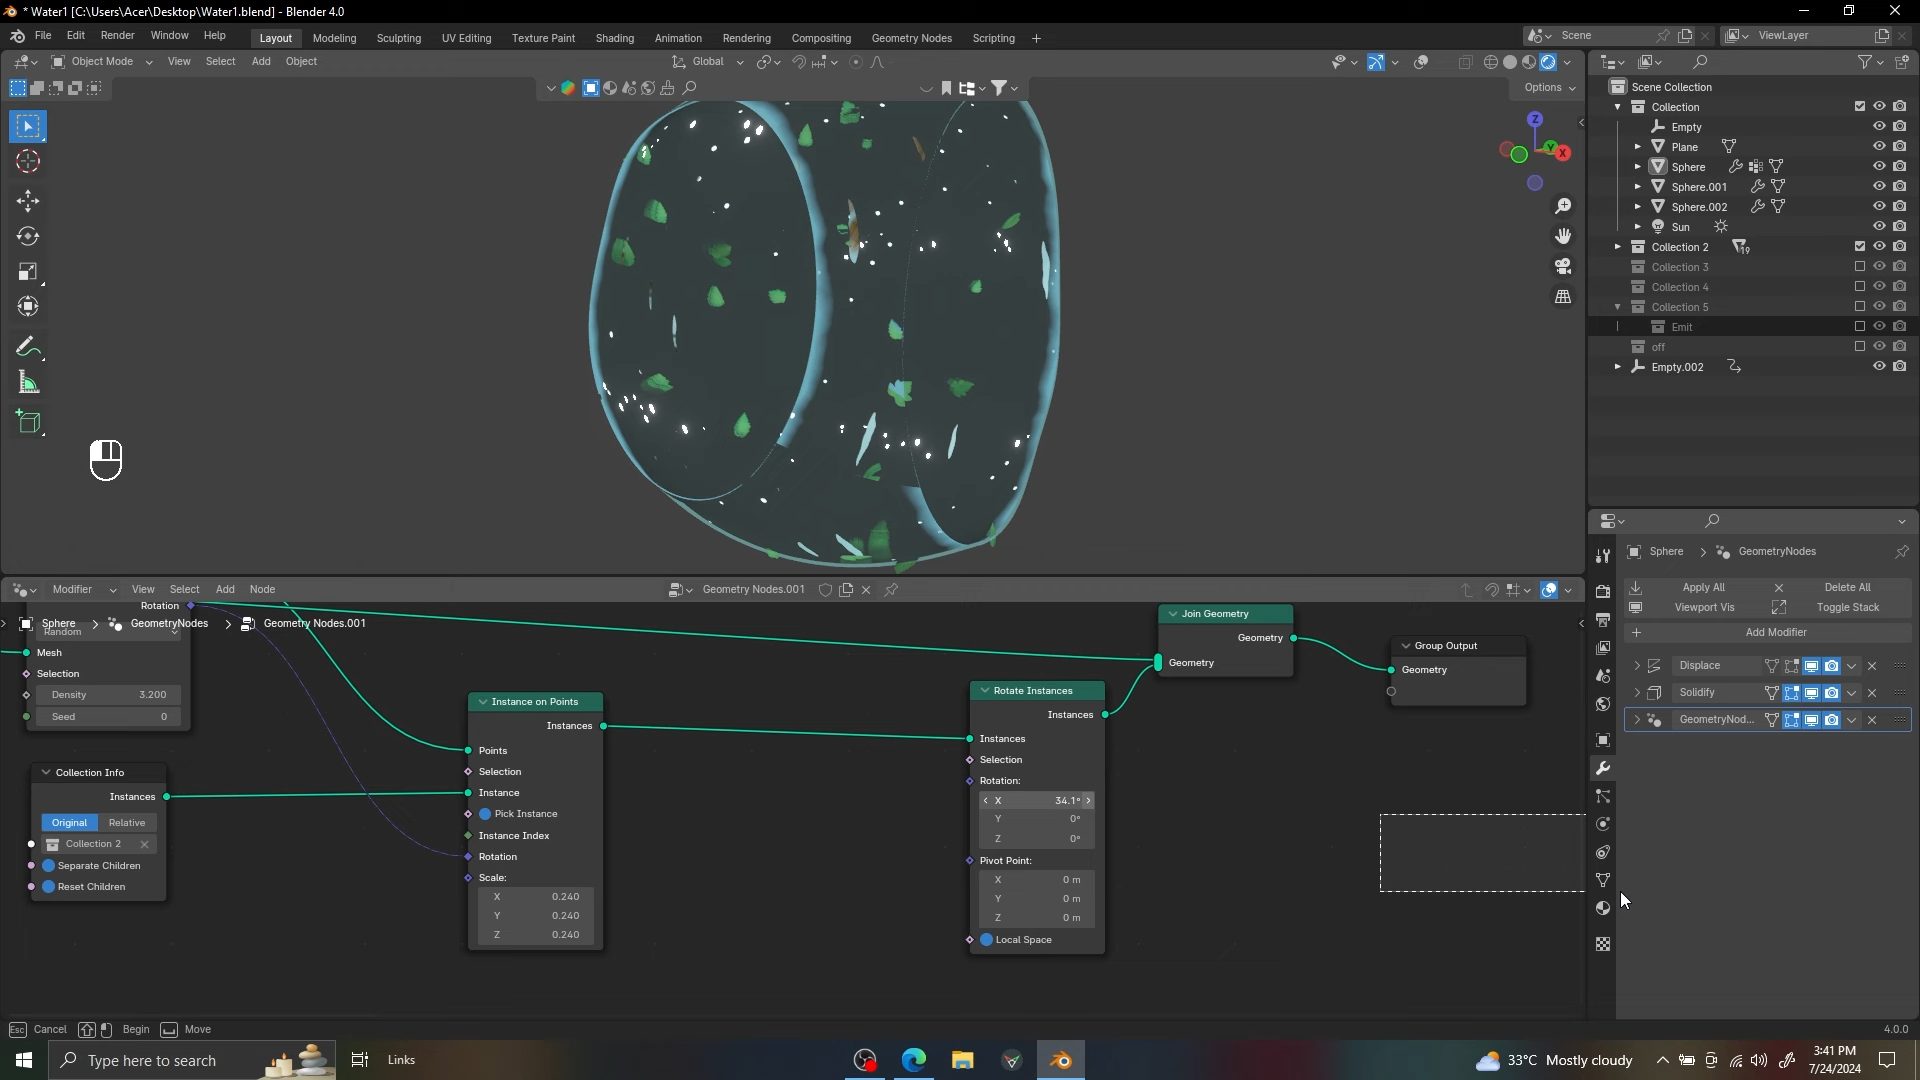 * Water1 [C:\Users\Acer\Desktop\Water1.blend] - Blender 4.0
File Edit Render Window Help Layout Modeling Sculpting UV Editing Texture Paint Shading Animation Rendering Compositing Geometry Nodes Scripting + Scene ViewLayer
Object Mode View Select Add Object Global
Options
Z
Y
X
Scene Collection
Collection
Empty
Plane
Sphere
Sphere.001
Sphere.002
Sun
Collection 2 19
Collection 3
Collection 4
Collection 5
Emit
off
Empty.002
Sphere > GeometryNodes
Apply All Delete All
Viewport Vis Toggle Stack
Add Modifier
Displace
Solidify
GeometryNod...
Modifier View Select Add Node Geometry Nodes.001
Rotation
Sphere > GeometryNodes > Geometry Nodes.001
Random
Mesh
Selection
Density 3.200
Seed 0
Collection Info
Instances
Original Relative
Collection 2
Separate Children
Reset Children
Instance on Points
Instances
Points
Selection
Instance
Pick Instance
Instance Index
Rotation
Scale:
X 0.240
Y 0.240
Z 0.240
Rotate Instances
Instances
Instances
Selection
Rotation:
X 34.1°
Y 0°
Z 0°
Pivot Point:
X 0 m
Y 0 m
Z 0 m
Local Space
Join Geometry
Geometry
Geometry
Group Output
Geometry
Esc Cancel Begin Move 4.0.0
Type here to search Links 33°C Mostly cloudy 3:41 PM
7/24/2024